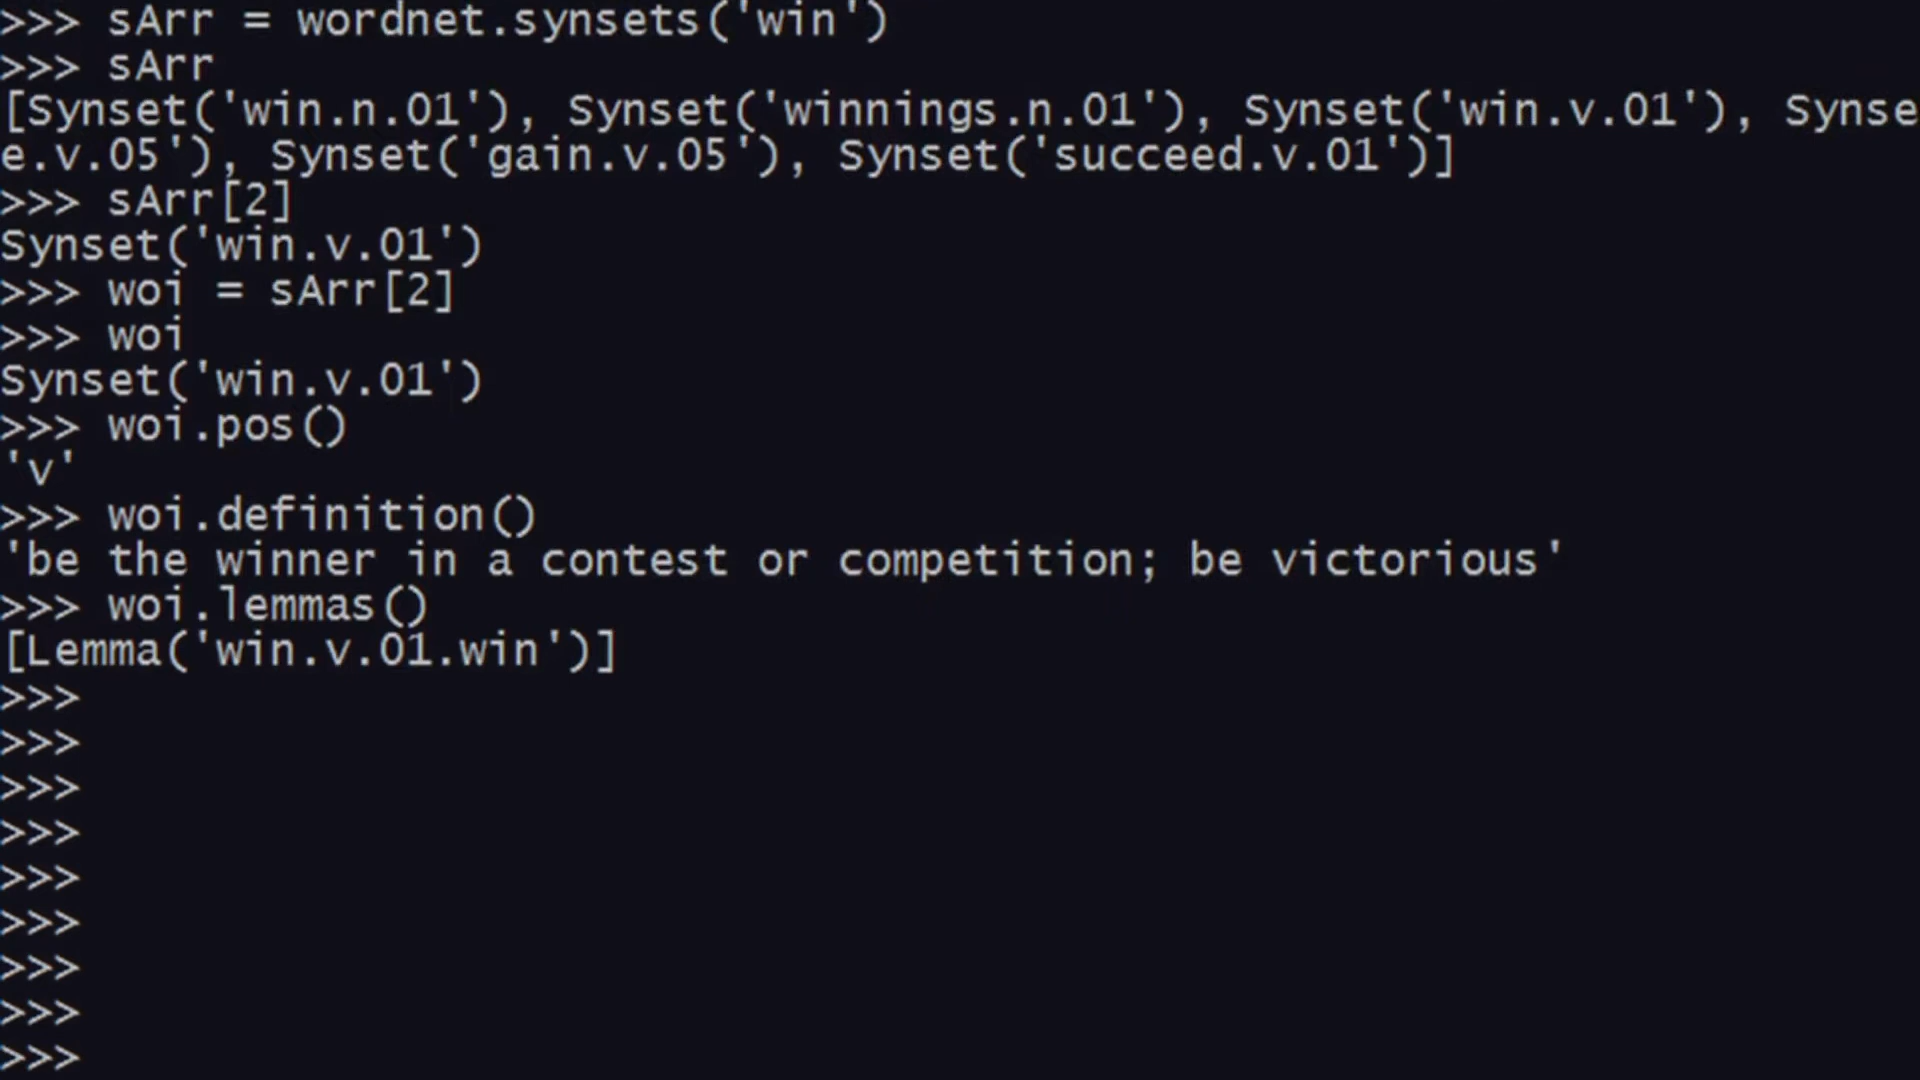 >>> sArr = wordnet.synsets('win')
>>> sArr
[Synset('win.n.01'), Synset('winnings.n.01'), Synset('win.v.01'), Synse
e.v.05'), Synset('gain.v.05'), Synset('succeed.v.01')]
>>> sArr[2]
Synset('win.v.01')
>>> woi = sArr[2]
>>> woi
Synset('win.v.01')
>>> woi.pos()
'v'
>>> woi.definition()
'be the winner in a contest or competition; be victorious'
>>> woi.lemmas()
[Lemma('win.v.01.win')]
>>>
>>>
>>>
>>>
>>>
>>>
>>>
>>>
>>>